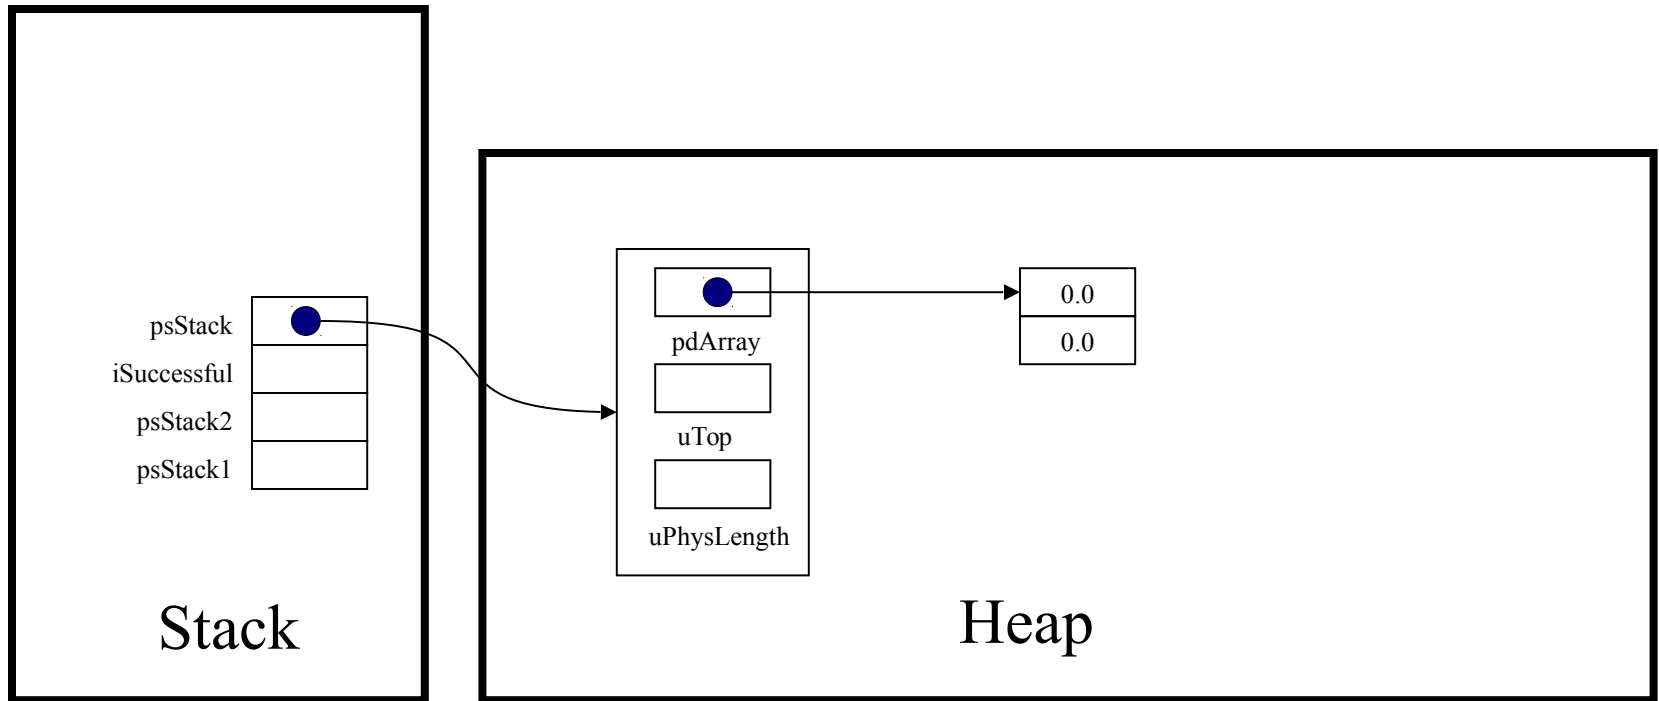 psStack
iSuccessful
psStack2
psStack1
Stack
pdArray
uTop
uPhysLength
0.0
0.0
Heap